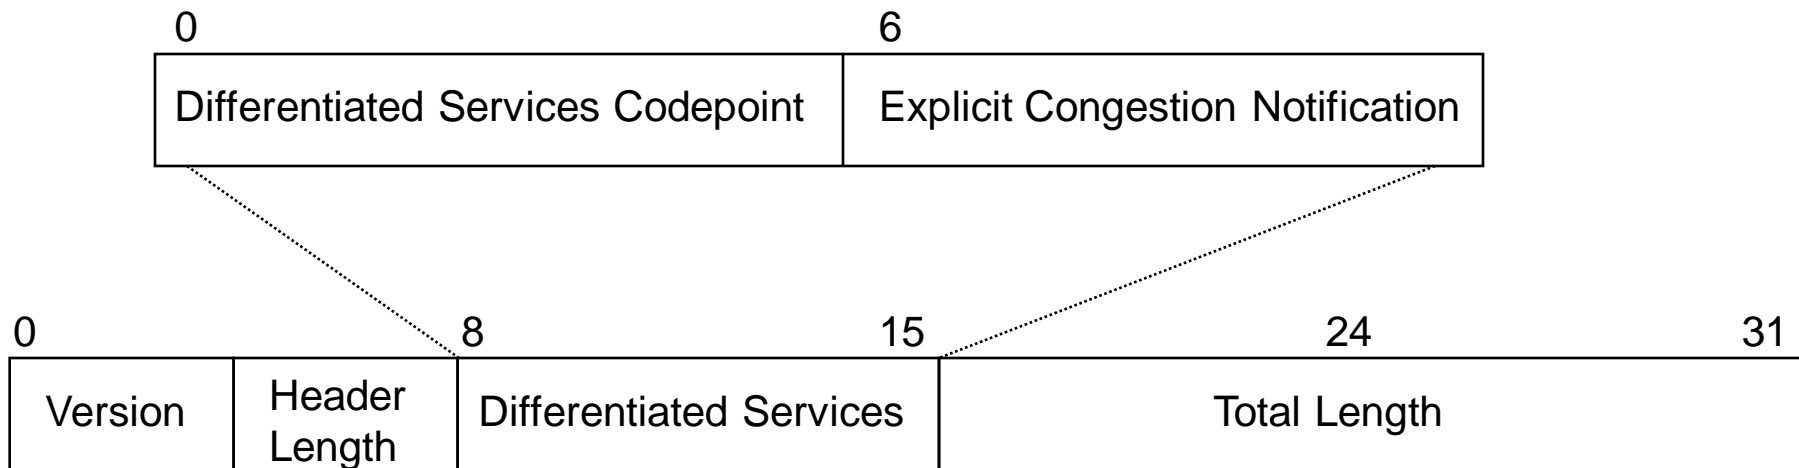 0 6
Differentiated Services Codepoint Explicit Congestion Notification
0 8 15 24 31
Version Header Length Differentiated Services Total Length